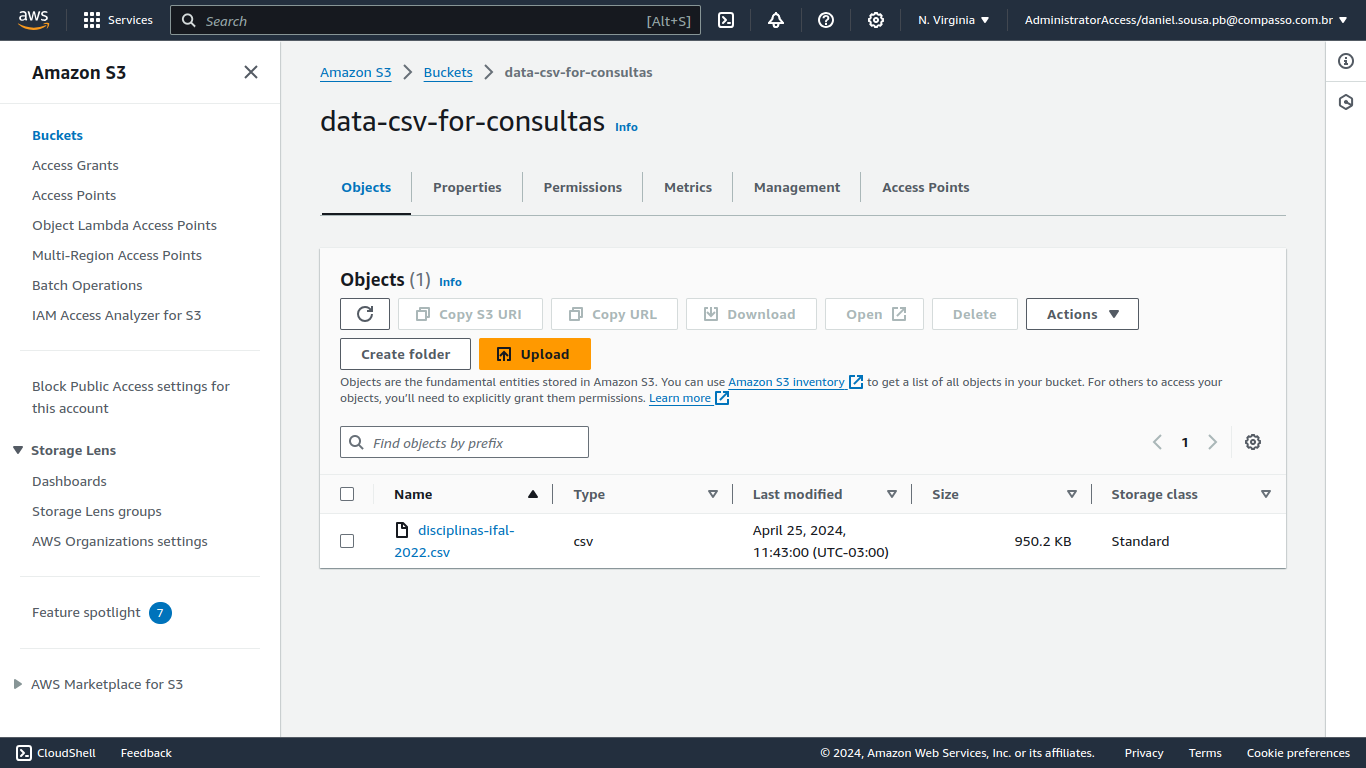 aws
Services
Search
[Alt+S]
N. Virginia
AdministratorAccess/daniel.sousa.pb@compasso.com.br
Amazon S3
Buckets
Access Grants
Access Points
Object Lambda Access Points
Multi-Region Access Points
Batch Operations
IAM Access Analyzer for S3
Block Public Access settings for
this account
Storage Lens
Dashboards
Storage Lens groups
AWS Organizations settings
Feature spotlight 7
AWS Marketplace for S3
Amazon S3 > Buckets > data-csv-for-consultas
data-csv-for-consultas Info
Objects
Properties
Permissions
Metrics
Management
Access Points
Objects (1) Info
Copy S3 URI
Copy URL
Download
Open
Delete
Actions
Create folder
Upload
Objects are the fundamental entities stored in Amazon S3. You can use Amazon S3 inventory to get a list of all objects in your bucket. For others to access your
objects, you'll need to explicitly grant them permissions. Learn more
Find objects by prefix
1
Name
Type
Last modified
Size
Storage class
disciplinas-ifal-
2022.csv
csv
April 25, 2024,
11:43:00 (UTC-03:00)
950.2 KB
Standard
CloudShell
Feedback
© 2024, Amazon Web Services, Inc. or its affiliates.
Privacy
Terms
Cookie preferences